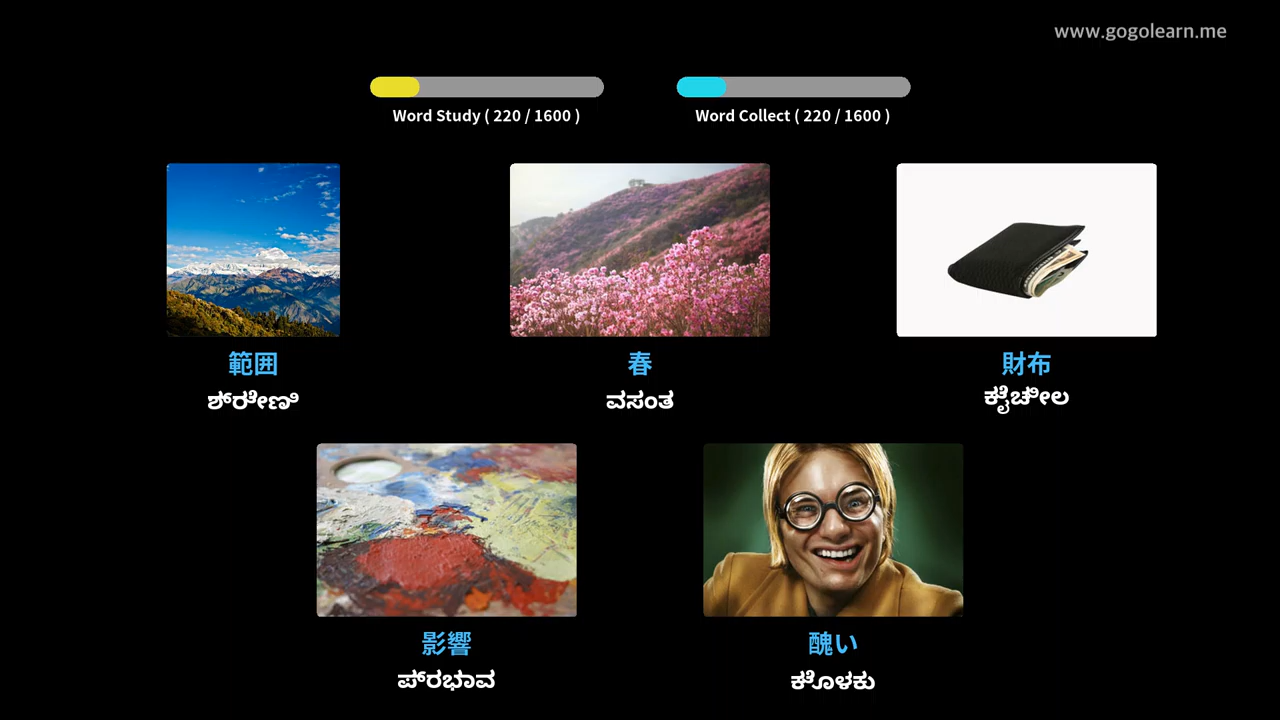 www.gogolearn.me
Word Study ( 220 / 1600 )
Word Collect ( 220 / 1600 )
範囲
ಶ್ರೇಣಿ
春
ವಸಂತ
財布
ಕೈಚೀಲ
影響
ಪ್ರಭಾವ
醜い
ಕೊಳಕು